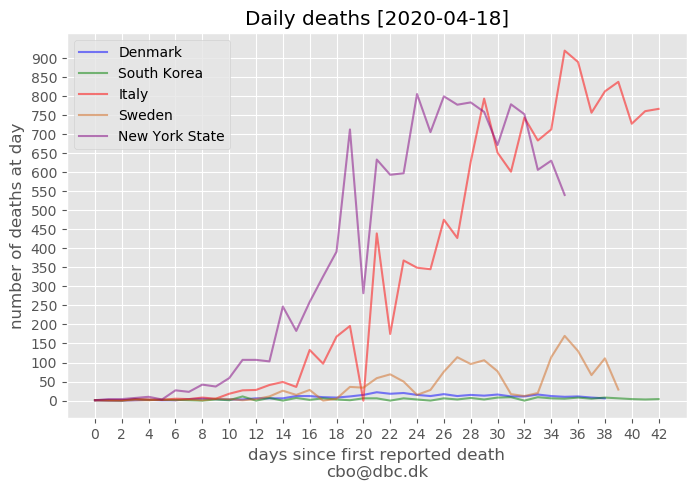 Daily deaths [2020-04-18]
Denmark
South Korea
Italy
Sweden
New York State
number of deaths at day
900
850
800
750
700
650
600
550
500
450
400
350
300
250
200
150
100
50
0
0 2 4 6 8 10 12 14 16 18 20 22 24 26 28 30 32 34 36 38 40 42
days since first reported death
cbo@dbc.dk